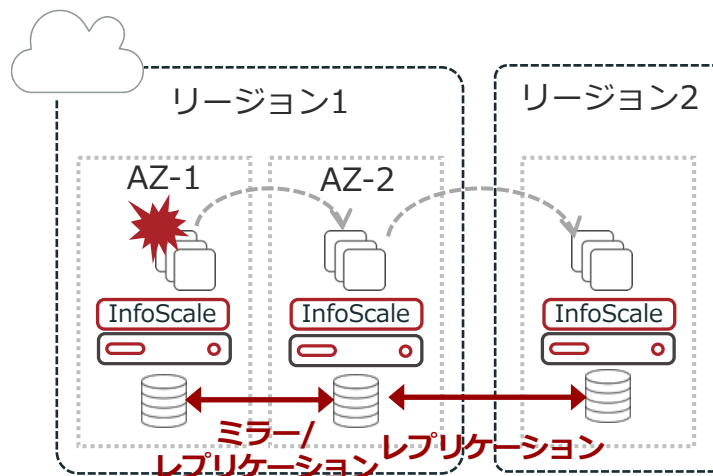 リージョン1
リージョン2
AZ-1
AZ-2
InfoScale
InfoScale
InfoScale
ミラー/
レプリケーション
レプリケーション